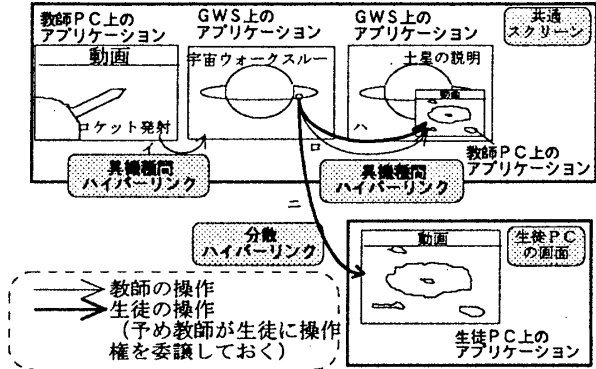 教師PC上の
アプリケーション
GWS上の
アプリケーション
GWS上の
アプリケーション
共通
スクリーン
動画
宇宙ウォークスルー
土星の説明
動画
ロケット発射
イ
ロ
ハ
教師PC上の
アプリケーション
異機種間
ハイパーリンク
異機種間
ハイパーリンク
ニ
分散
ハイパーリンク
動画
生徒PC
の画面
教師の操作
生徒の操作
(予め教師が生徒に操作
権を委譲しておく)
生徒PC上の
アプリケーション